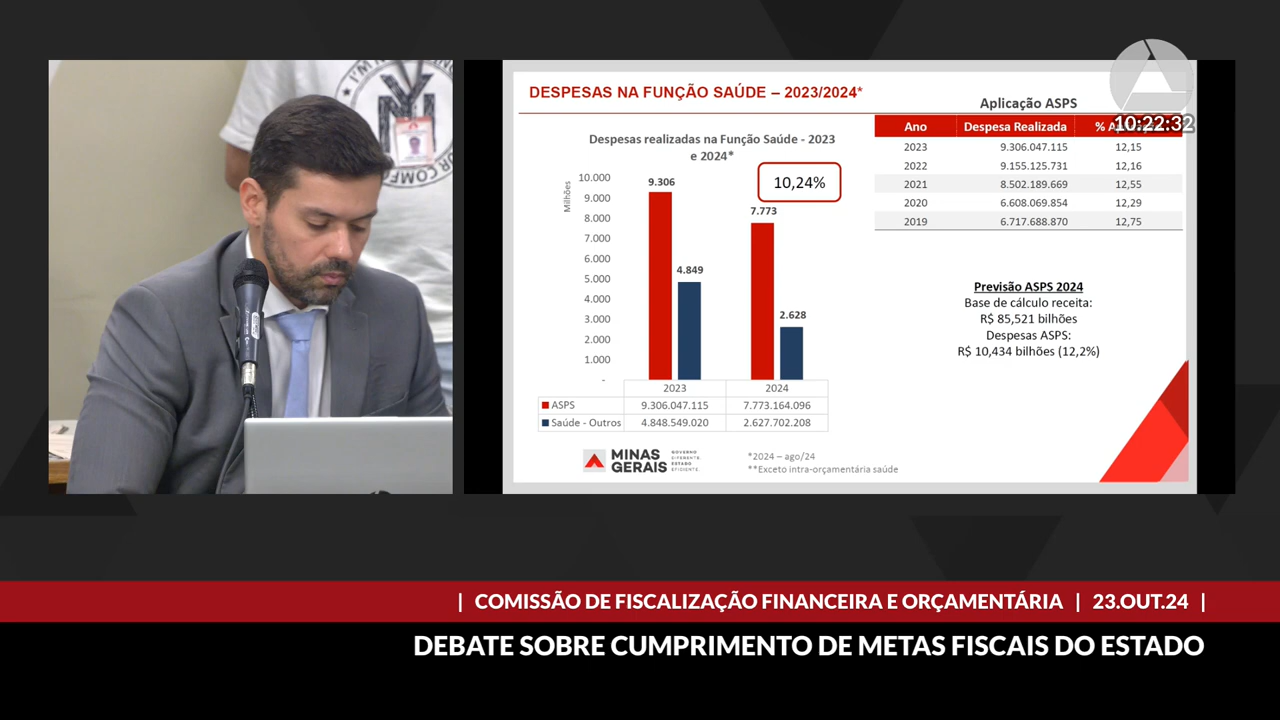 I'M
COMFOR
DESPESAS NA FUNÇÃO SAÚDE – 2023/2024*
Despesas realizadas na Função Saúde - 2023
e 2024*
Milhões
10.000
9.000
8.000
7.000
6.000
5.000
4.000
3.000
2.000
1.000
-
9.306
4.849
10,24%
7.773
2.628
2023 2024
ASPS 9.306.047.115 7.773.164.096
Saúde - Outros 4.848.549.020 2.627.702.208
MINAS
GERAIS
GOVERNO
DIFERENTE.
ESTADO
EFICIENTE.
*2024 – ago/24
**Exceto intra-orçamentária saúde
Aplicação ASPS
10:22:32
Ano Despesa Realizada %
2023 9.306.047.115 12,15
2022 9.155.125.731 12,16
2021 8.502.189.669 12,55
2020 6.608.069.854 12,29
2019 6.717.688.870 12,75
Previsão ASPS 2024
Base de cálculo receita:
R$ 85,521 bilhões
Despesas ASPS:
R$ 10,434 bilhões (12,2%)
| COMISSÃO DE FISCALIZAÇÃO FINANCEIRA E ORÇAMENTÁRIA | 23.OUT.24 |
DEBATE SOBRE CUMPRIMENTO DE METAS FISCAIS DO ESTADO